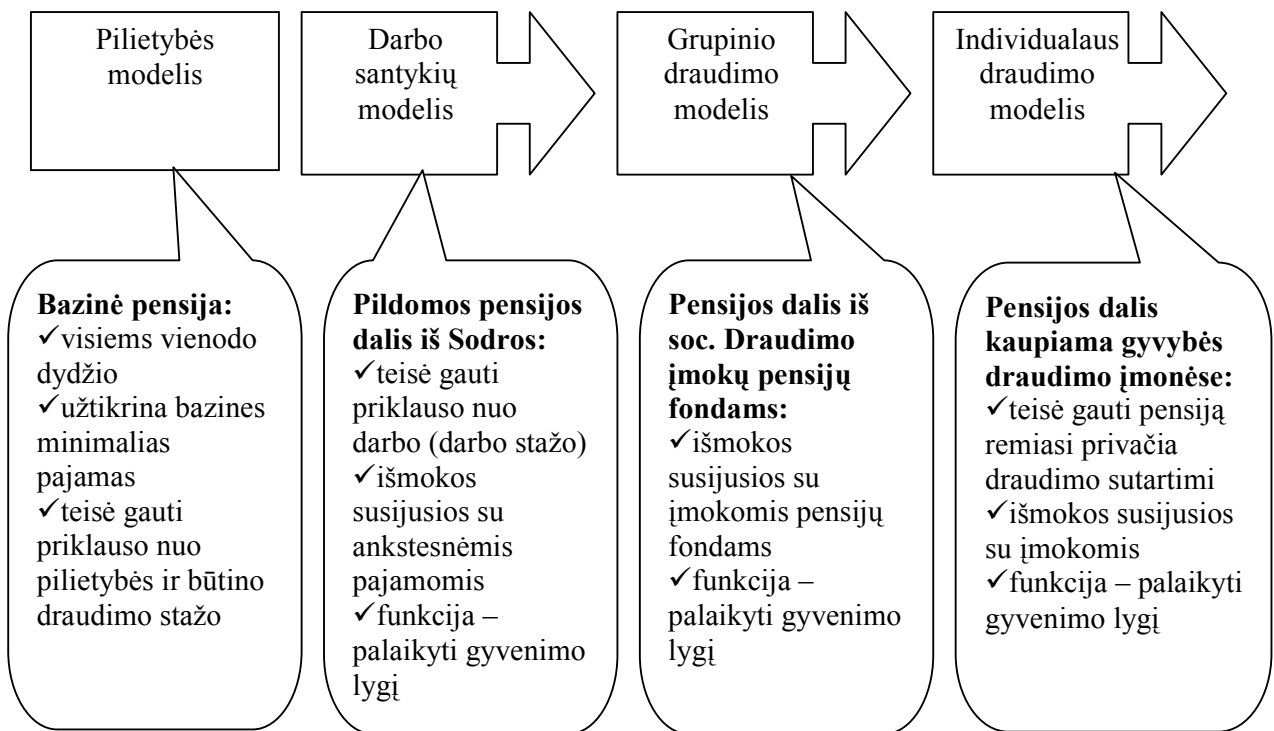 Pilietybės
modelis
Darbo
santykių
modelis
Grupinio
draudimo
modelis
Individualaus
draudimo
modelis
Bazinė pensija:
✓visiems vienodo
dydžio
✓užtikrina bazines
minimalias
pajamas
✓teisė gauti
priklauso nuo
pilietybės ir būtino
draudimo stažo
Pildomos pensijos
dalis iš Sodros:
✓teisė gauti
priklauso nuo
darbo (darbo stažo)
✓išmokos
susijusios su
ankstesnėmis
pajamomis
✓funkcija –
palaikyti gyvenimo
lygį
Pensijos dalis iš
soc. Draudimo
įmokų pensijų
fondams:
✓išmokos
susijusios su
įmokomis pensijų
fondams
✓funkcija –
palaikyti gyvenimo
lygį
Pensijos dalis
kaupiama gyvybės
draudimo įmonėse:
✓teisė gauti pensiją
remiasi privačia
draudimo sutartimi
✓išmokos susijusios
su įmokomis
✓funkcija – palaikyti
gyvenimo lygį